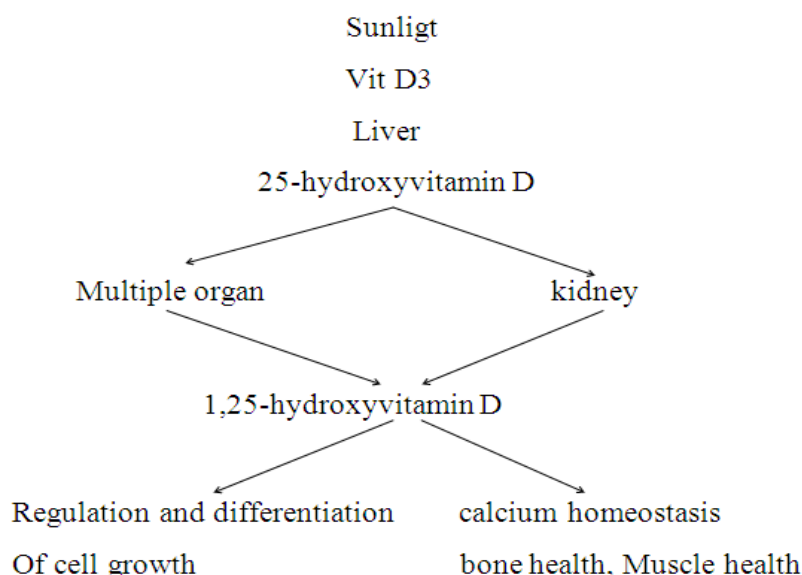 Sunligt
Vit D3
Liver
25-hydroxyvitamin D
Multiple organ
kidney
1,25-hydroxyvitamin D
Regulation and differentiation
Of cell growth
calcium homeostasis
bone health, Muscle health